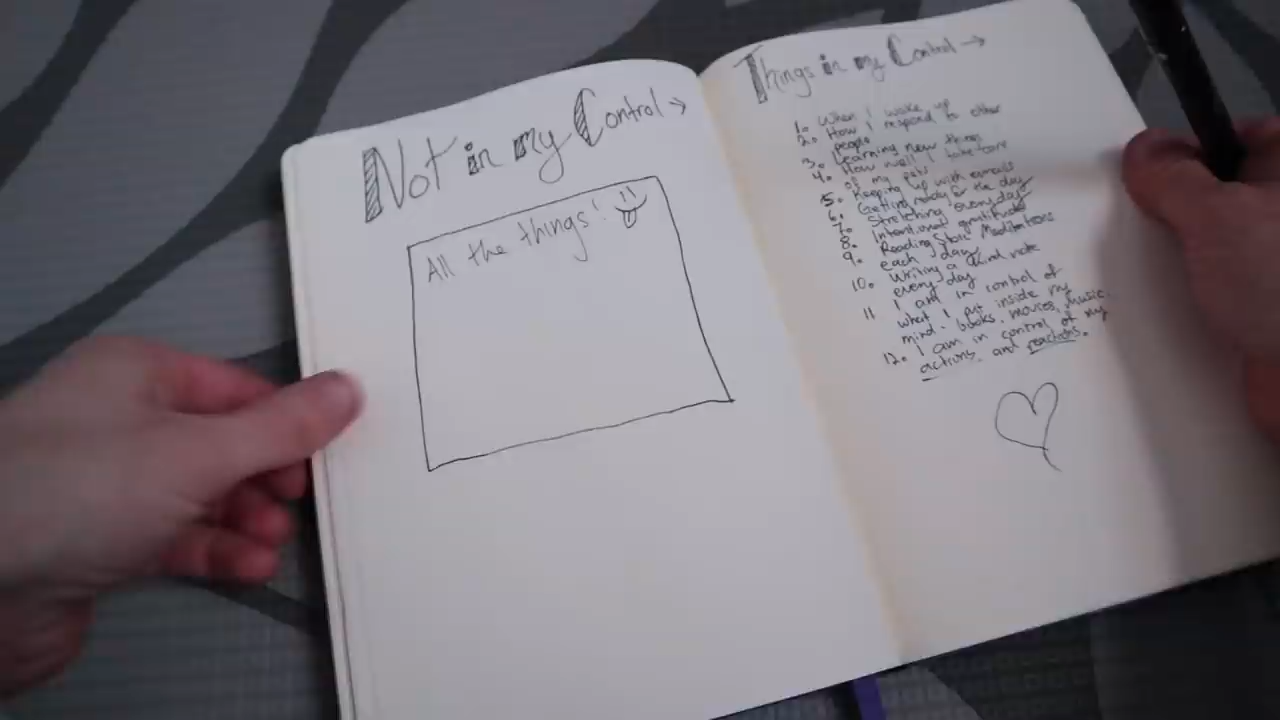 Not in my Control →
All the things!
Things in my Control →
1. When I wake up
2. How I respond to other
people
3. Learning new things
4. How well I take care
of my pets
5. Keeping up with emails
6. Getting ready for the day
7. Stretching everyday
8. Intentional gratitude
9. Reading Stoic Meditations
each day
10. Writing a kind note
every day
11. I am in control of
what I put inside my
mind - books, movies, music.
12. I am in control of my
actions and reactions.